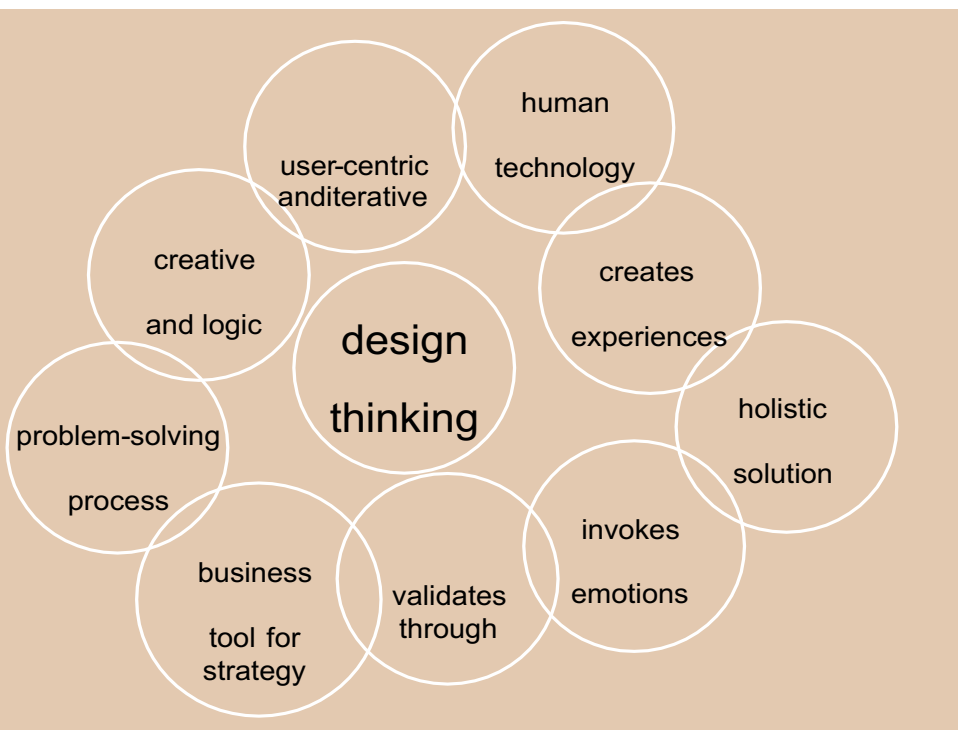 human
technology
user-centric
anditerative
creative
and logic
creates
experiences
design
thinking
holistic
solution
problem-solving
process
invokes
emotions
business
tool for
strategy
validates
through